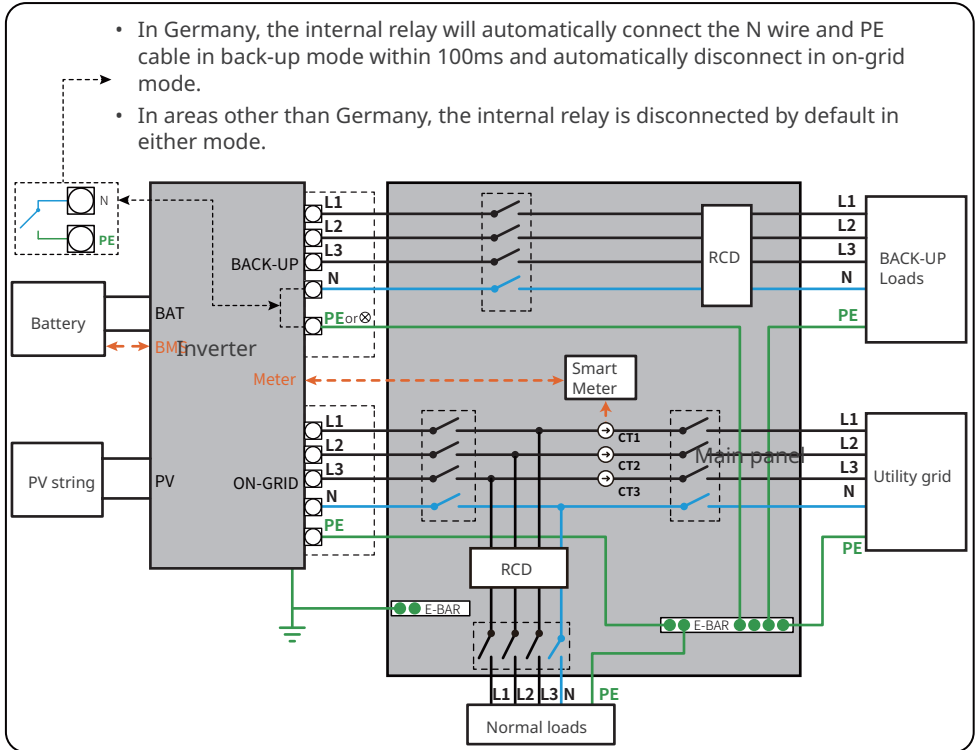 • In Germany, the internal relay will automatically connect the N wire and PE
cable in back-up mode within 100ms and automatically disconnect in on-grid
mode.
• In areas other than Germany, the internal relay is disconnected by default in
either mode.
N
PE
Battery
PV string
BAT
BMS
Inverter
PV
BACK-UP
Meter
ON-GRID
L1
L2
L3
N
PE or ⊗
L1
L2
L3
N
PE
RCD
Smart
Meter
CT1
CT2
CT3
Main panel
RCD
E-BAR
E-BAR
L1
L2
L3
N
PE
BACK-UP
Loads
L1
L2
L3
N
PE
Utility grid
L1 L2 L3 N PE
Normal loads